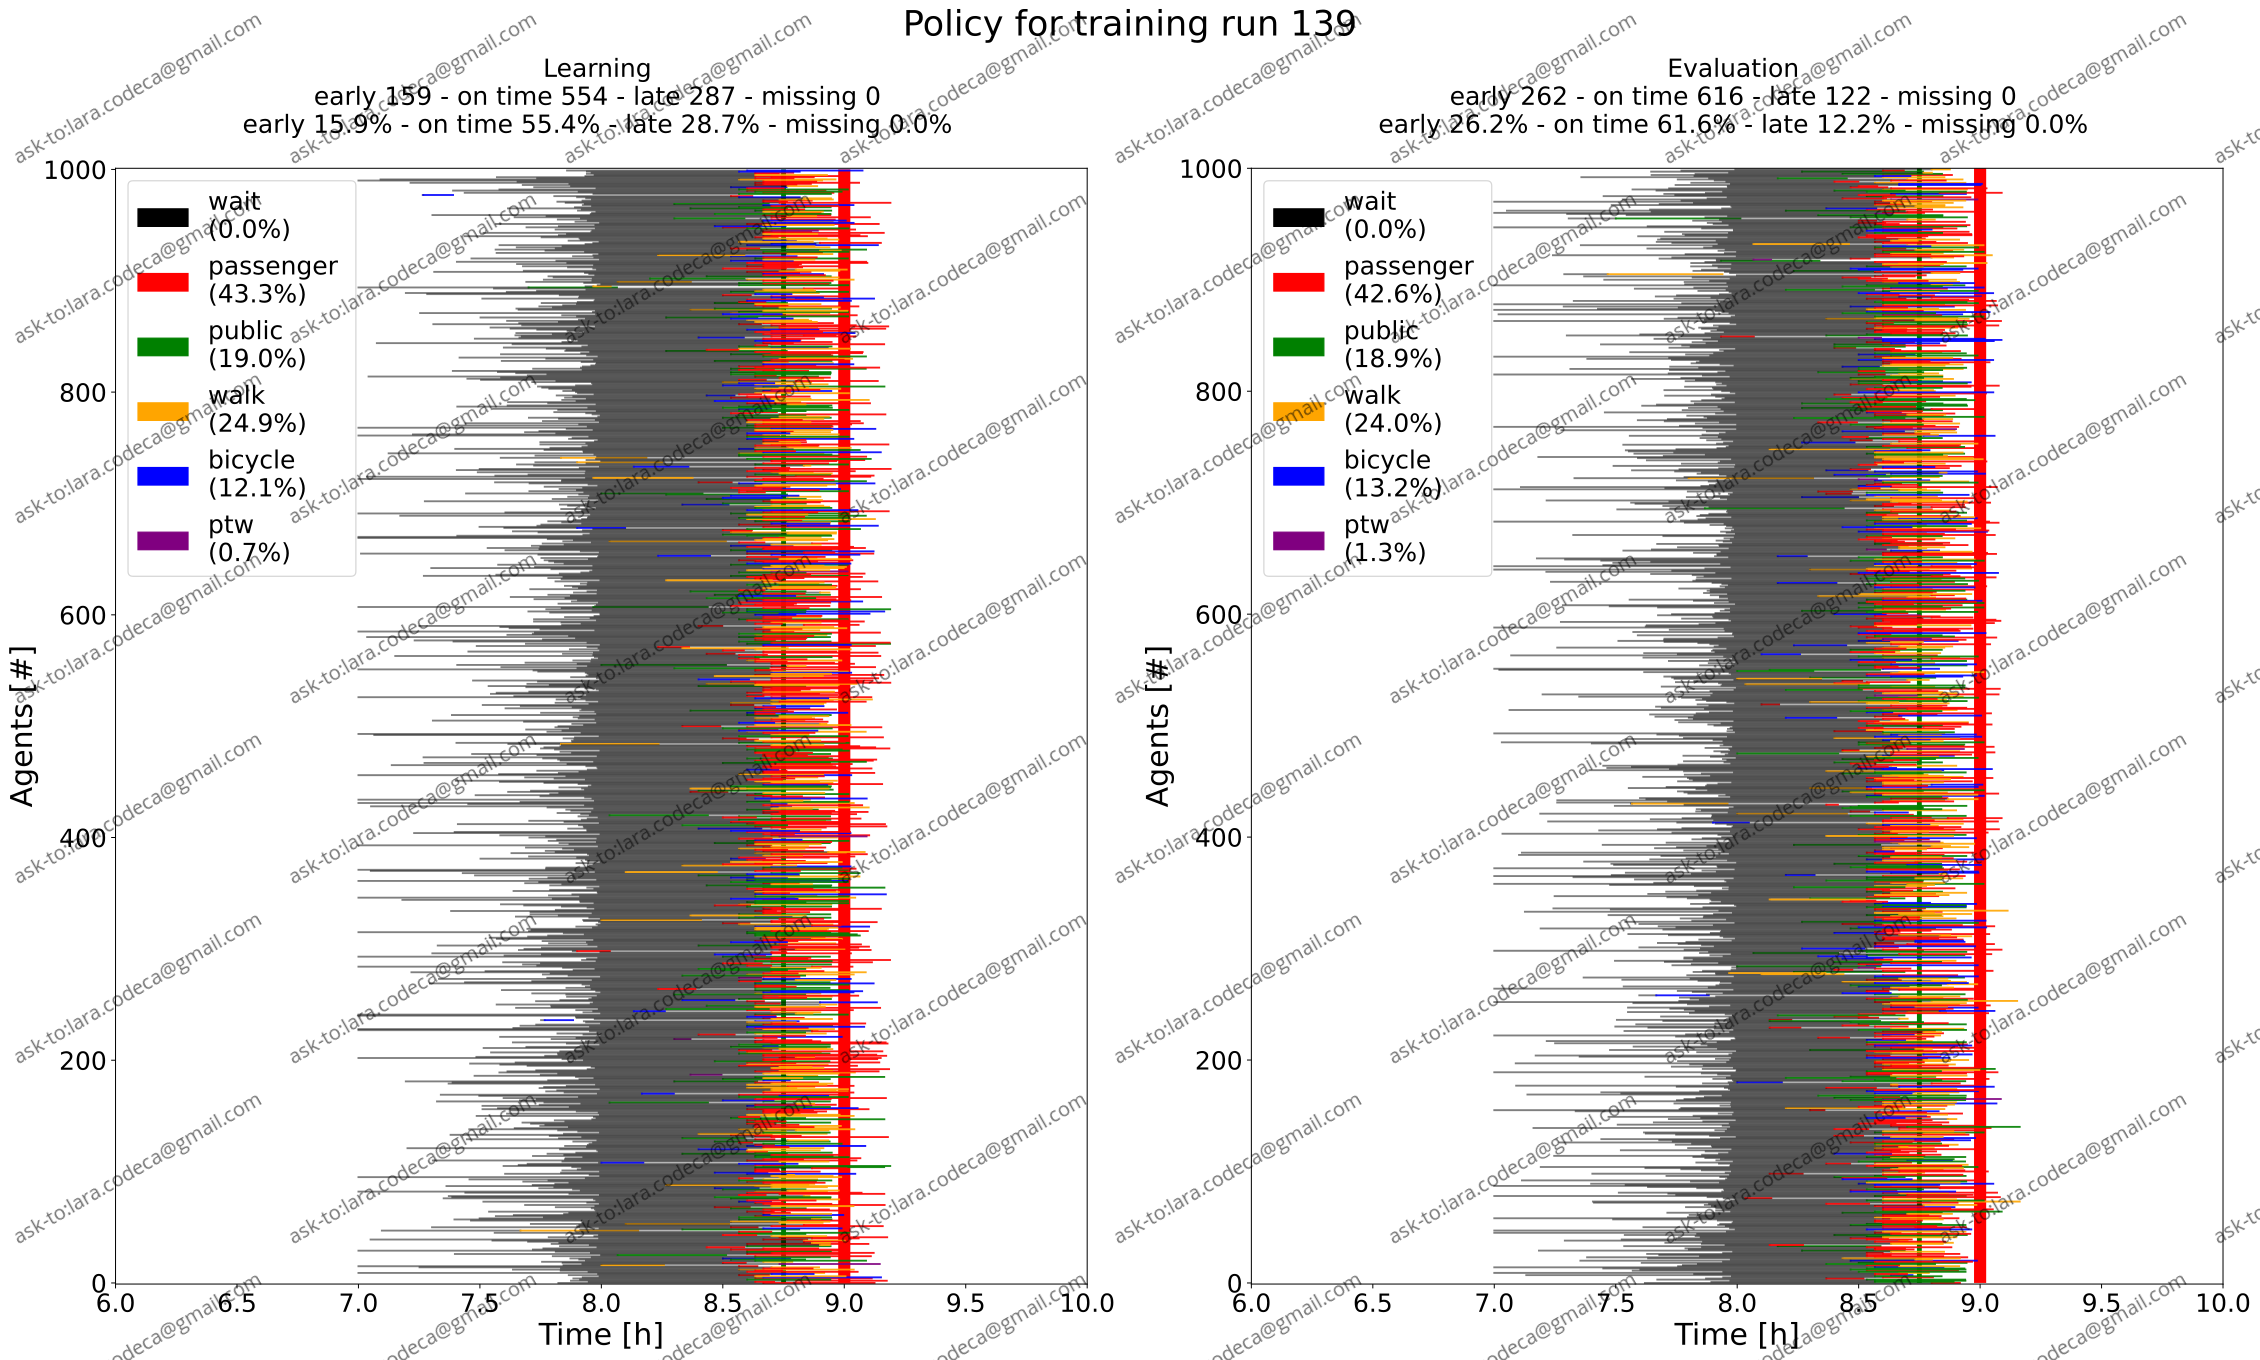 Policy for training run 139
Learning
early 159 - on time 554 - late 287 - missing 0
early 15.9% - on time 55.4% - late 28.7% - missing 0.0%
1000
800
600
400
200
0
Agents [#]
wait
(0.0%)
passenger
(43.3%)
public
(19.0%)
walk
(24.9%)
bicycle
(12.1%)
ptw
(0.7%)
6.0 6.5 7.0 7.5 8.0 8.5 9.0 9.5 10.0
Time [h]
Evaluation
early 262 - on time 616 - late 122 - missing 0
early 26.2% - on time 61.6% - late 12.2% - missing 0.0%
1000
800
600
400
200
0
Agents [#]
wait
(0.0%)
passenger
(42.6%)
public
(18.9%)
walk
(24.0%)
bicycle
(13.2%)
ptw
(1.3%)
6.0 6.5 7.0 7.5 8.0 8.5 9.0 9.5 10.0
Time [h]
ask-to:lara.codeca@gmail.com